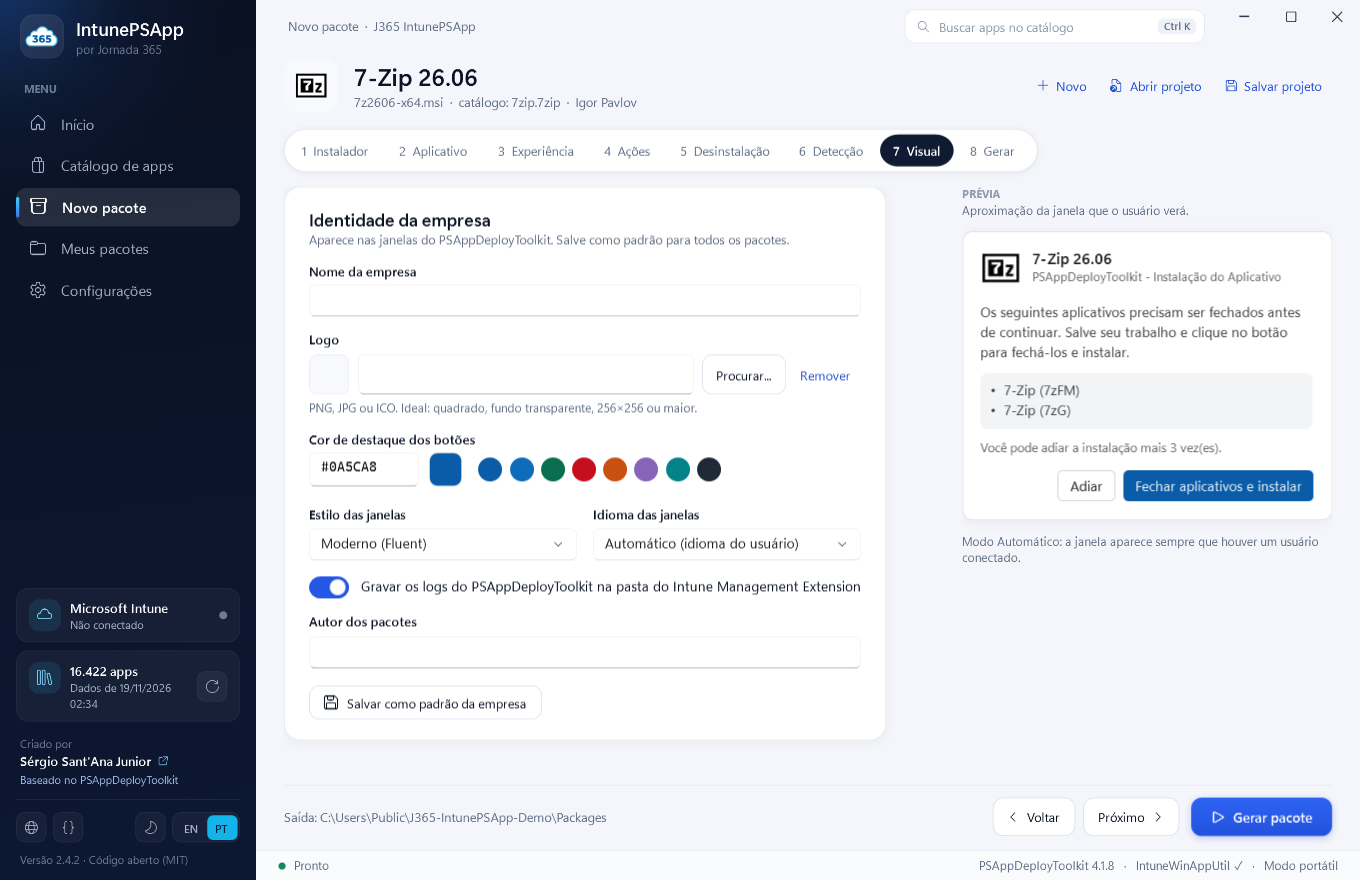 365
IntunePSApp
por Jornada 365
MENU
Início
Catálogo de apps
Novo pacote
Meus pacotes
Configurações
Microsoft Intune
Não conectado
16.422 apps
Dados de 19/11/2026
02:34
Criado por
Sérgio Sant'Ana Junior
Baseado no PSAppDeployToolkit
{} EN PT
Versão 2.4.2 · Código aberto (MIT)
Novo pacote · J365 IntunePSApp
Buscar apps no catálogo Ctrl K
7z
7-Zip 26.06
7z2606-x64.msi · catálogo: 7zip.7zip · Igor Pavlov
Novo Abrir projeto Salvar projeto
1 Instalador 2 Aplicativo 3 Experiência 4 Ações 5 Desinstalação 6 Detecção 7 Visual 8 Gerar
Identidade da empresa
Aparece nas janelas do PSAppDeployToolkit. Salve como padrão para todos os pacotes.
Nome da empresa
Logo
Procurar... Remover
PNG, JPG ou ICO. Ideal: quadrado, fundo transparente, 256×256 ou maior.
Cor de destaque dos botões
#0A5CA8
Estilo das janelas Idioma das janelas
Moderno (Fluent) Automático (idioma do usuário)
Gravar os logs do PSAppDeployToolkit na pasta do Intune Management Extension
Autor dos pacotes
Salvar como padrão da empresa
PRÉVIA
Aproximação da janela que o usuário verá.
7z
7-Zip 26.06
PSAppDeployToolkit - Instalação do Aplicativo
Os seguintes aplicativos precisam ser fechados antes
de continuar. Salve seu trabalho e clique no botão
para fechá-los e instalar.
• 7-Zip (7zFM)
• 7-Zip (7zG)
Você pode adiar a instalação mais 3 vez(es).
Adiar Fechar aplicativos e instalar
Modo Automático: a janela aparece sempre que houver um usuário
conectado.
Saída: C:\Users\Public\J365-IntunePSApp-Demo\Packages
Voltar Próximo Gerar pacote
Pronto
PSAppDeployToolkit 4.1.8 · IntuneWinAppUtil ✓ · Modo portátil